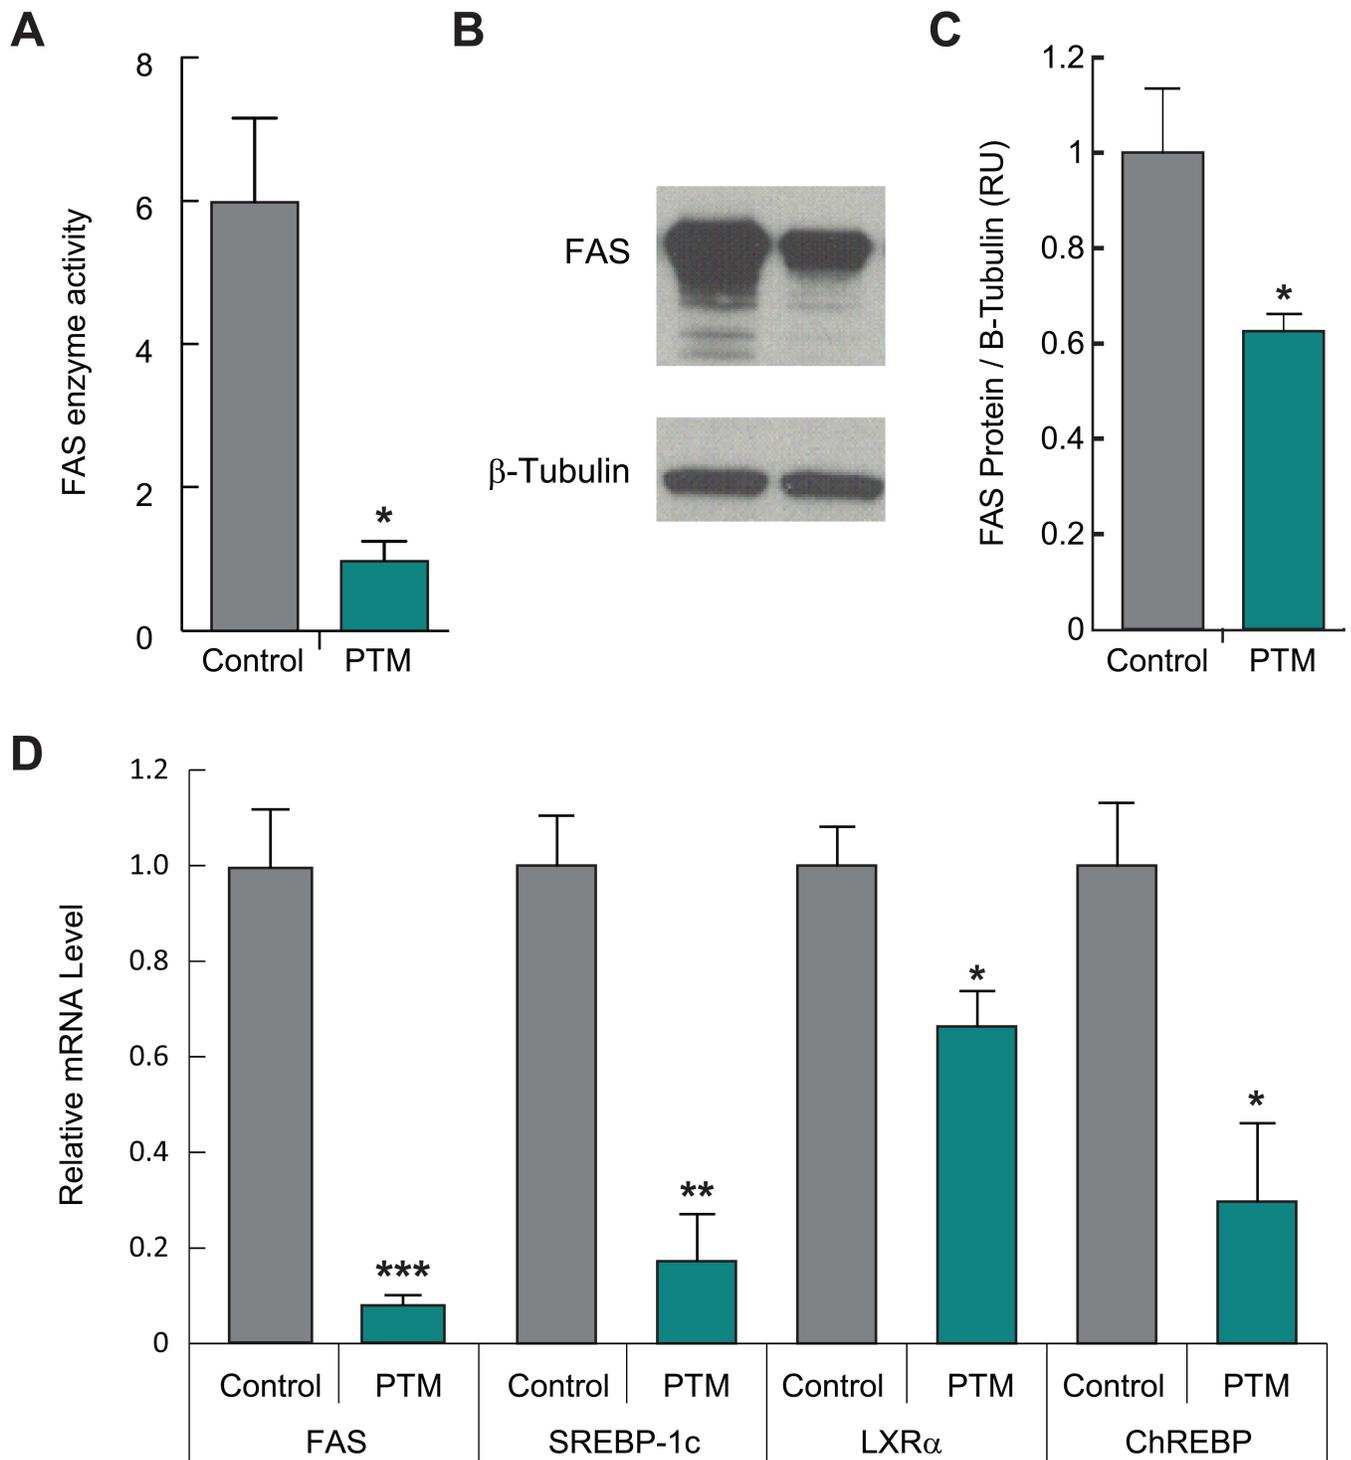 A
FAS enzyme activity
8
6
4
2
0
*
Control PTM
B
FAS
β-Tubulin
C
FAS Protein / B-Tubulin (RU)
1.2
1
0.8
0.6
0.4
0.2
0
*
Control PTM
D
Relative mRNA Level
1.2
1.0
0.8
0.6
0.4
0.2
0
***
**
*
*
Control PTM Control PTM Control PTM Control PTM
FAS SREBP-1c LXRα ChREBP